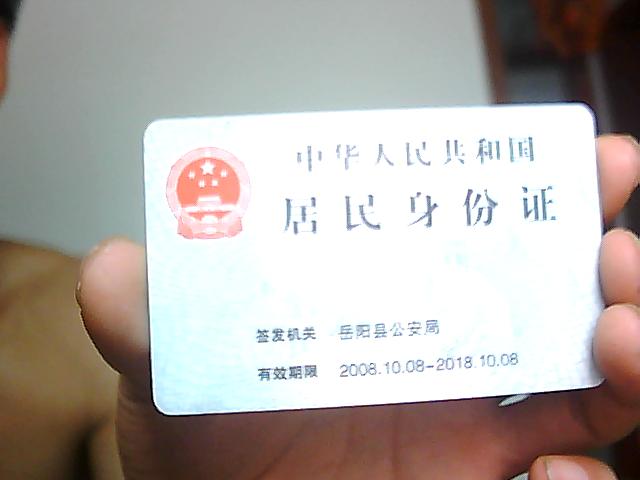 中华人民共和国
居民身份证
签发机关 岳阳县公安局
有效期限 2008.10.08-2018.10.08